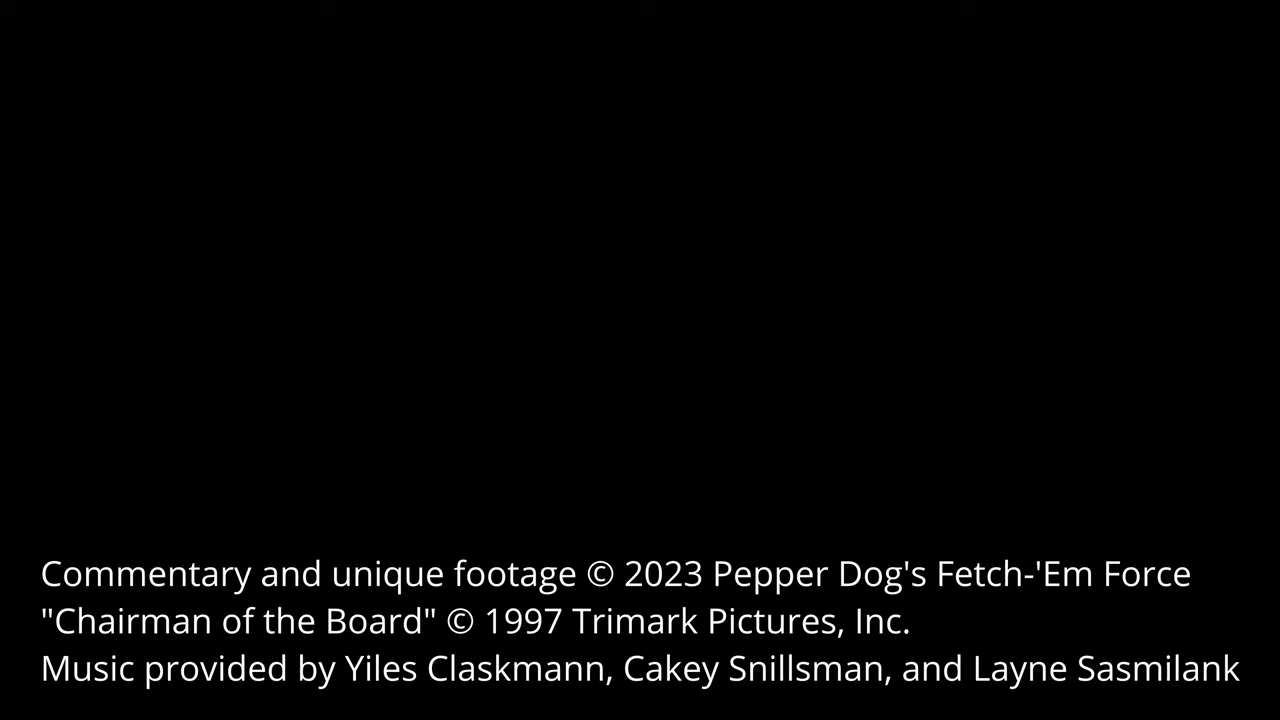 Commentary and unique footage © 2023 Pepper Dog's Fetch-'Em Force
"Chairman of the Board" © 1997 Trimark Pictures, Inc.
Music provided by Yiles Claskmann, Cakey Snillsman, and Layne Sasmilank